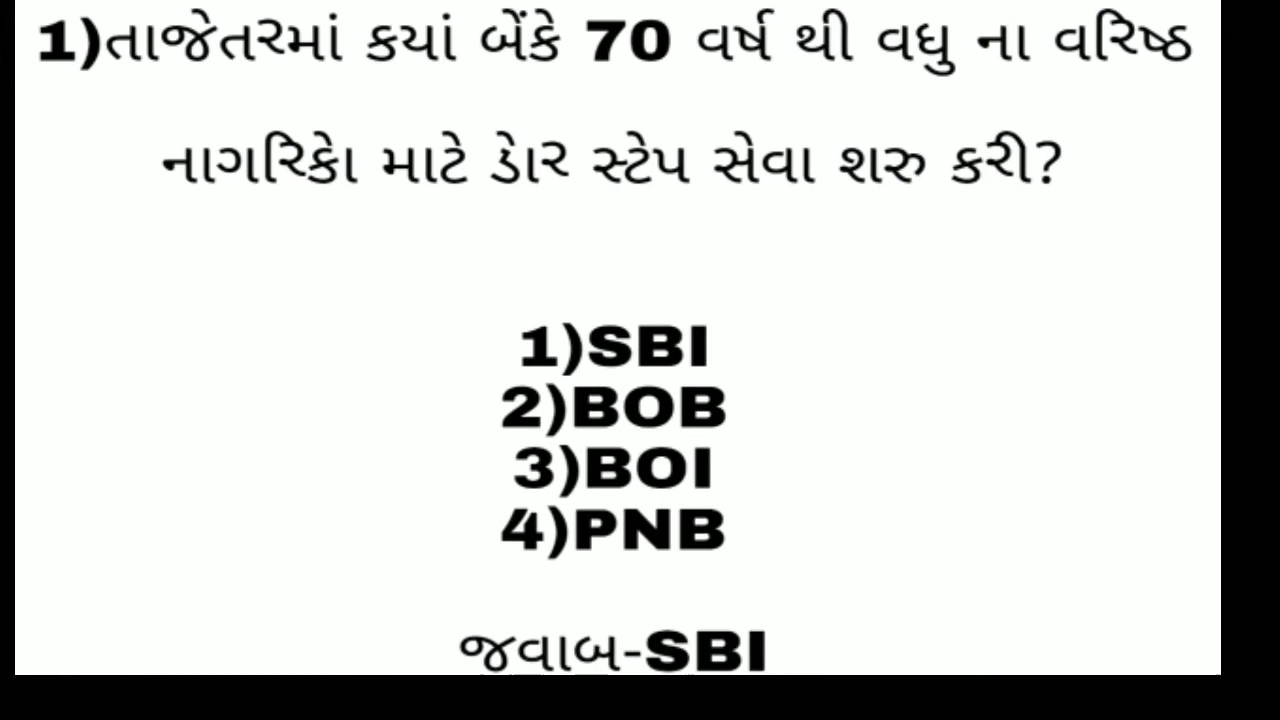 1)તાજેતરમાં કયાં બેંકે 70 વર્ષ થી વધુ ના વરિષ્ઠ
નાગરિકો માટે ડોર સ્ટેપ સેવા શરુ કરી?
1)SBI
2)BOB
3)BOI
4)PNB
જવાબ-SBI